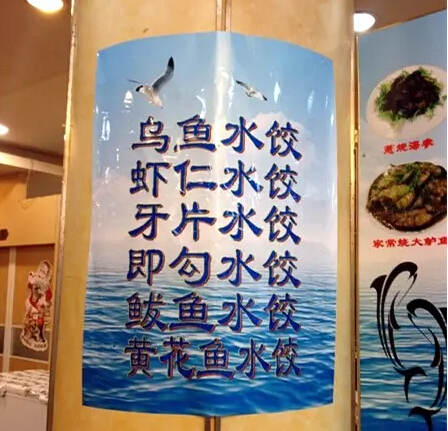 乌鱼水饺
虾仁水饺
牙片水饺
即勾水饺
鲅鱼水饺
黄花鱼水饺
葱烧海参
家常烧大鲈鱼